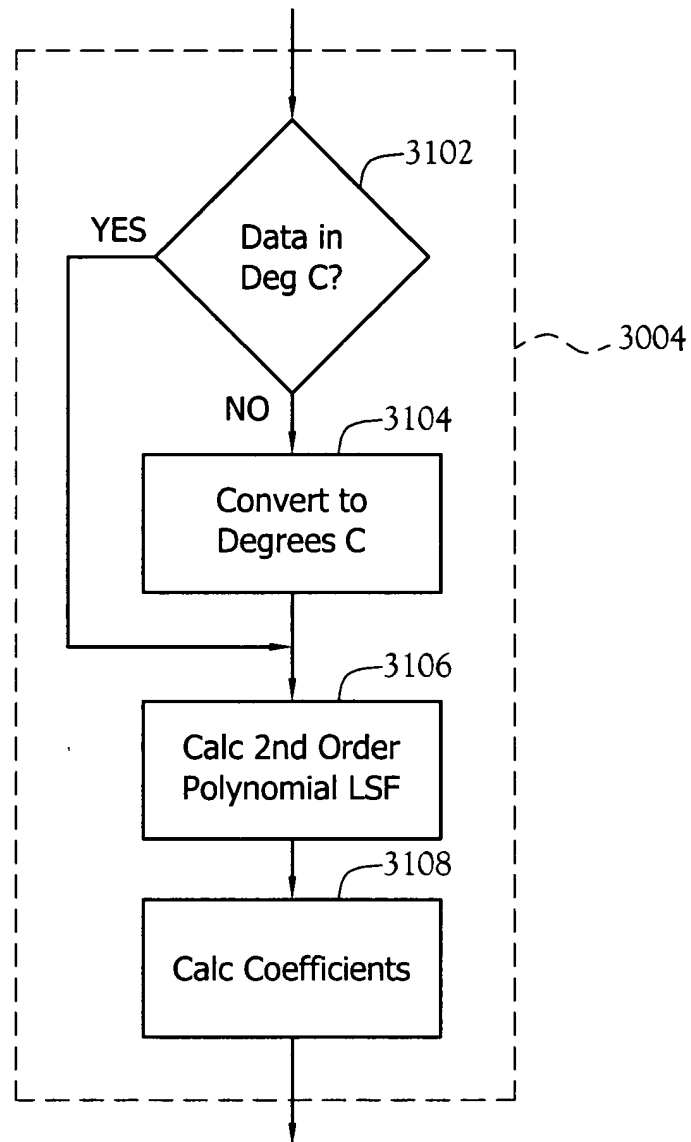 3102
YES
Data in
Deg C?
3004
NO
3104
Convert to
Degrees C
3106
Calc 2nd Order
Polynomial LSF
3108
Calc Coefficients